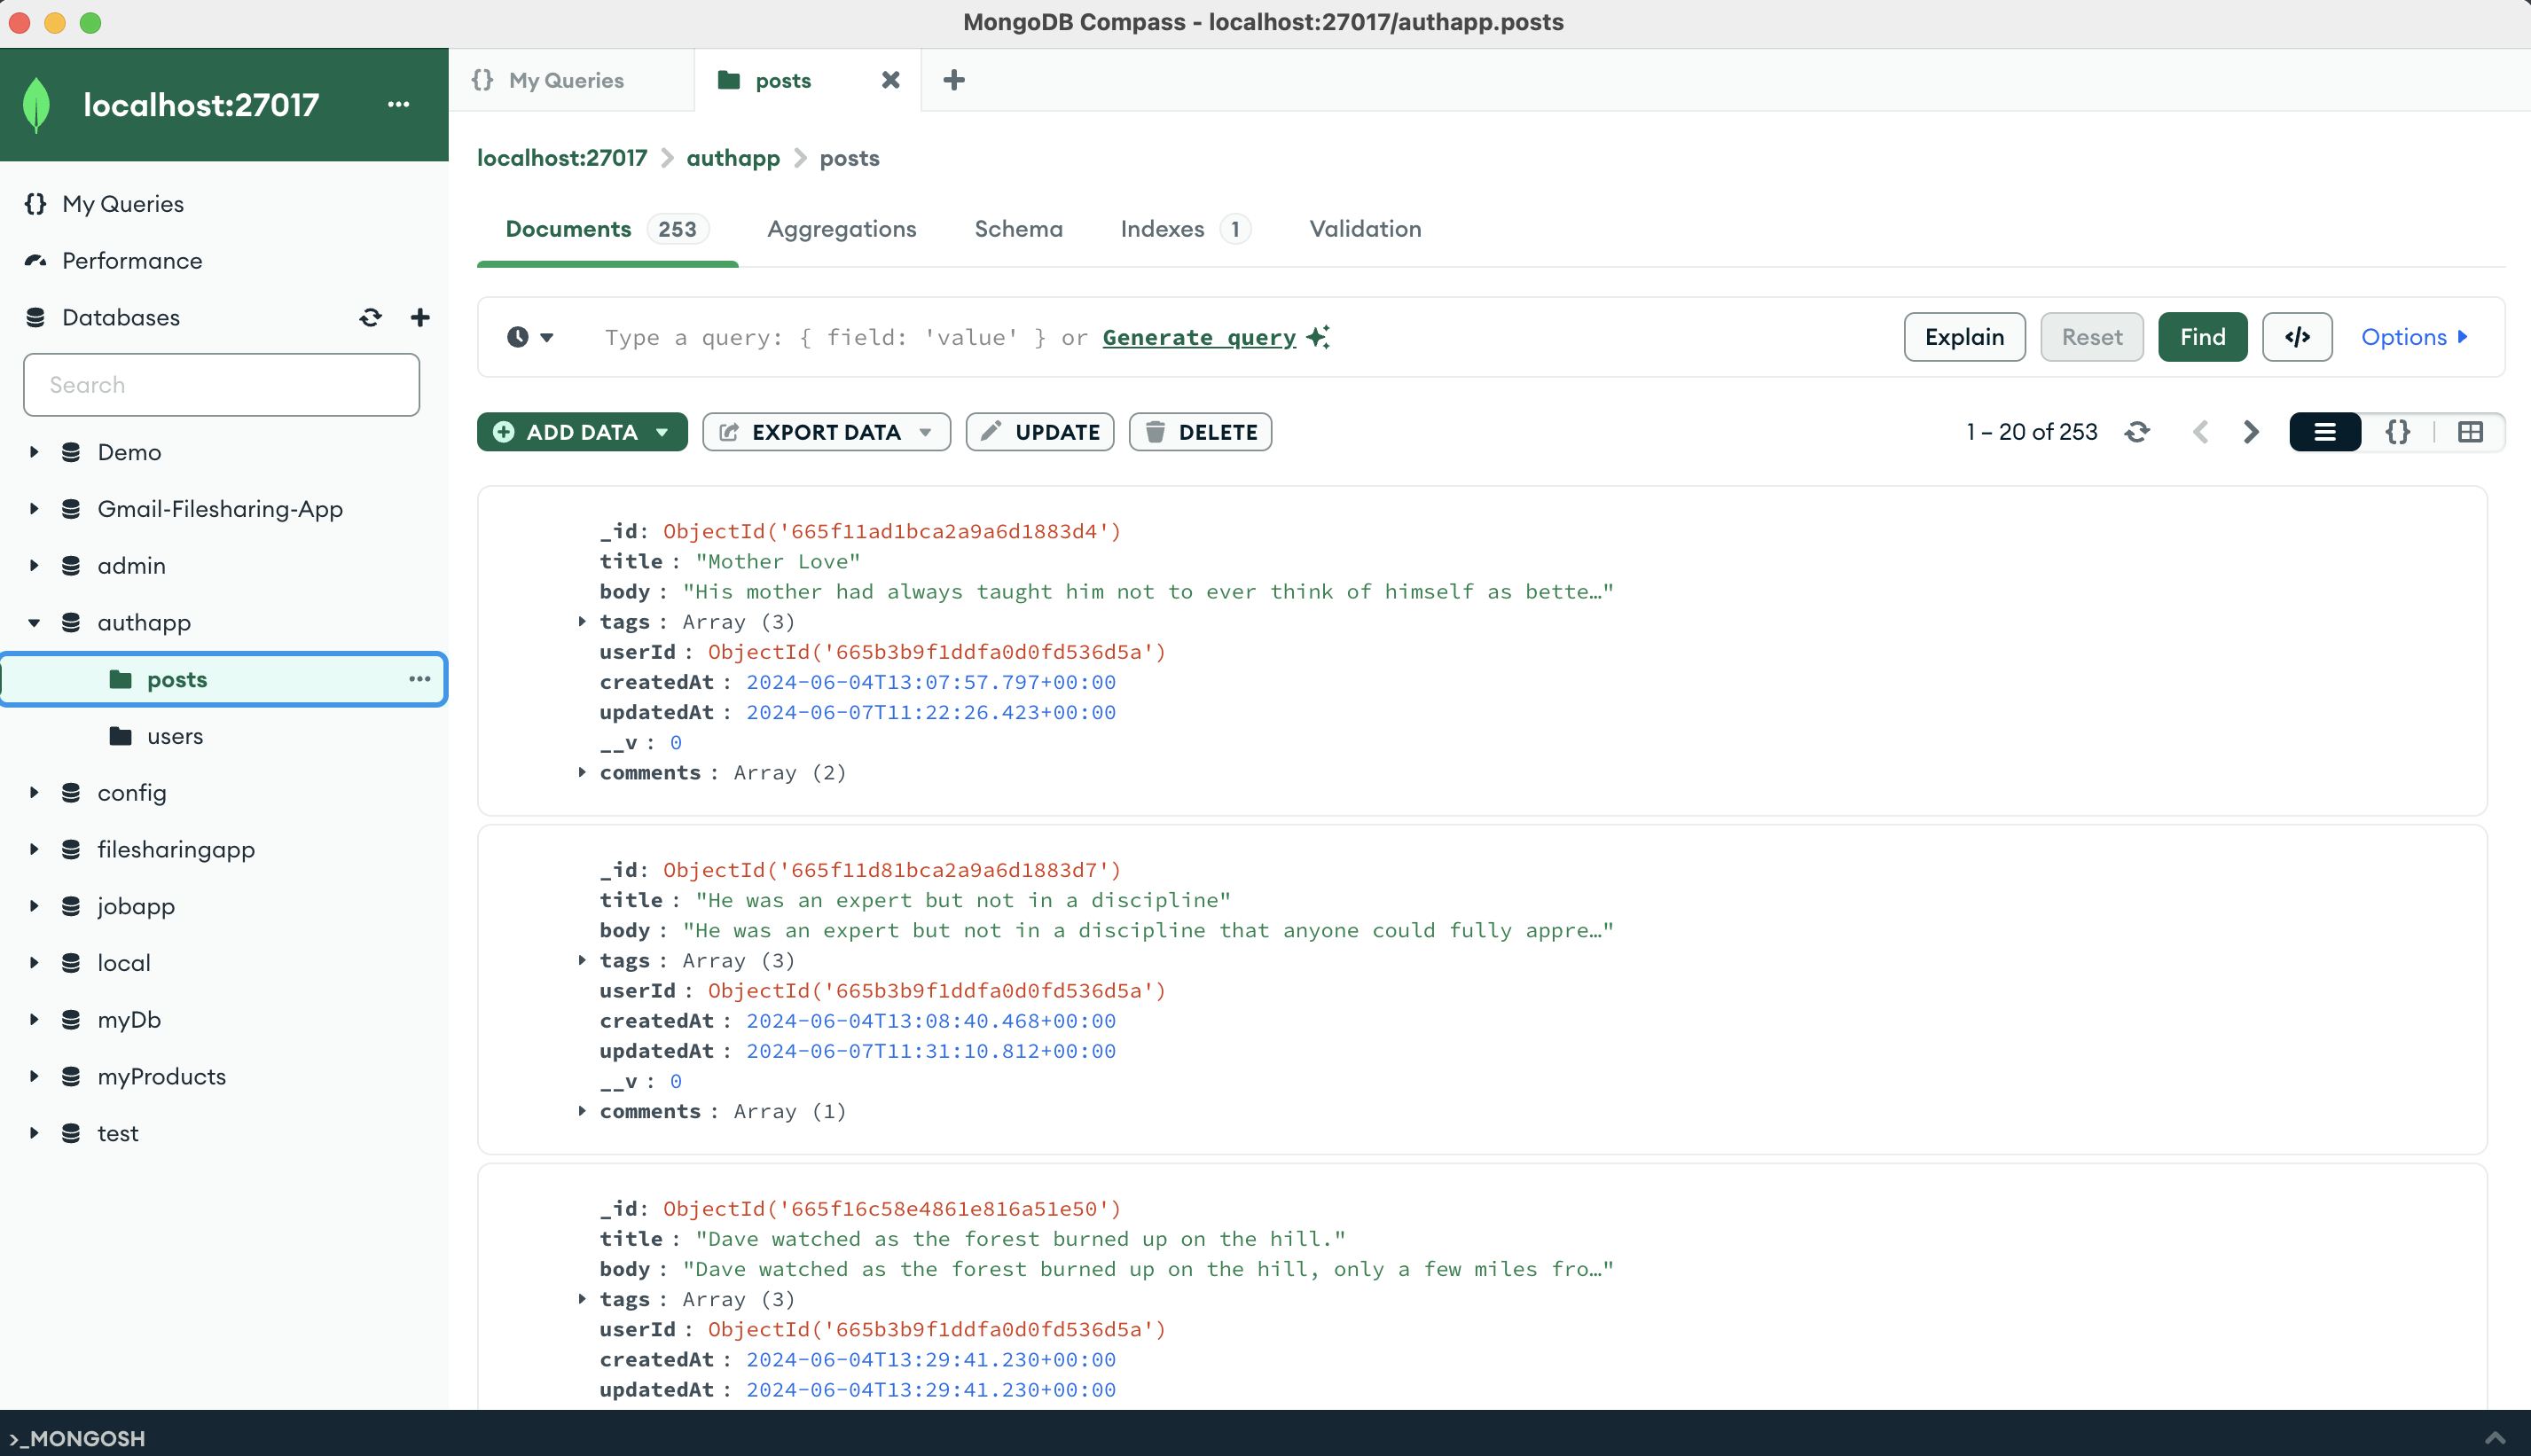 MongoDB Compass - localhost:27017/authapp.posts
localhost:27017
My Queries
Performance
Databases
Search
Demo
Gmail-Filesharing-App
admin
authapp
posts
users
config
filesharingapp
jobapp
local
myDb
myProducts
test
My Queries
posts
localhost:27017 > authapp > posts
Documents 253 Aggregations Schema Indexes 1 Validation
Type a query: { field: 'value' } or Generate query
Explain Reset Find </> Options
ADD DATA EXPORT DATA UPDATE DELETE
1 – 20 of 253
_id: ObjectId('665f11ad1bca2a9a6d1883d4')
title : "Mother Love"
body : "His mother had always taught him not to ever think of himself as bette…"
tags : Array (3)
userId : ObjectId('665b3b9f1ddfa0d0fd536d5a')
createdAt : 2024-06-04T13:07:57.797+00:00
updatedAt : 2024-06-07T11:22:26.423+00:00
__v : 0
comments : Array (2)
_id: ObjectId('665f11d81bca2a9a6d1883d7')
title : "He was an expert but not in a discipline"
body : "He was an expert but not in a discipline that anyone could fully appre…"
tags : Array (3)
userId : ObjectId('665b3b9f1ddfa0d0fd536d5a')
createdAt : 2024-06-04T13:08:40.468+00:00
updatedAt : 2024-06-07T11:31:10.812+00:00
__v : 0
comments : Array (1)
_id: ObjectId('665f16c58e4861e816a51e50')
title : "Dave watched as the forest burned up on the hill."
body : "Dave watched as the forest burned up on the hill, only a few miles fro…"
tags : Array (3)
userId : ObjectId('665b3b9f1ddfa0d0fd536d5a')
createdAt : 2024-06-04T13:29:41.230+00:00
updatedAt : 2024-06-04T13:29:41.230+00:00
>_MONGOSH